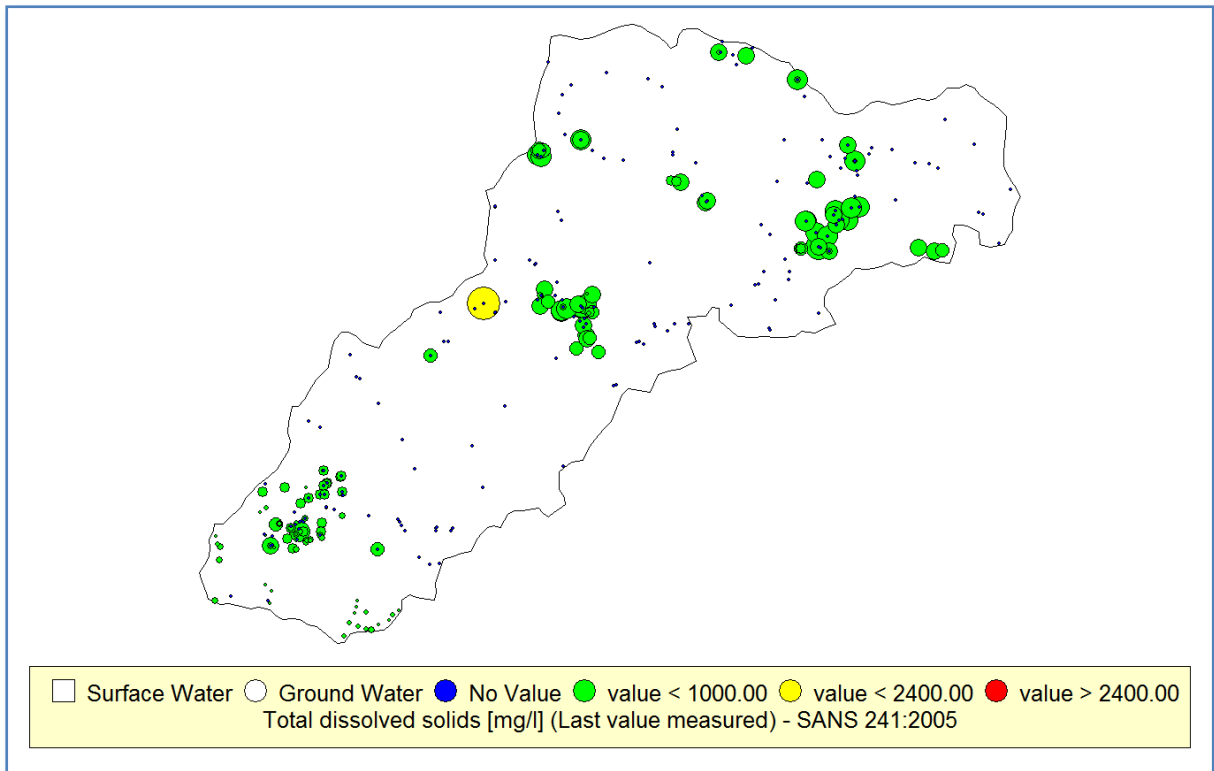 Surface Water Ground Water No Value value < 1000.00 value < 2400.00 value > 2400.00
Total dissolved solids [mg/l] (Last value measured) - SANS 241:2005